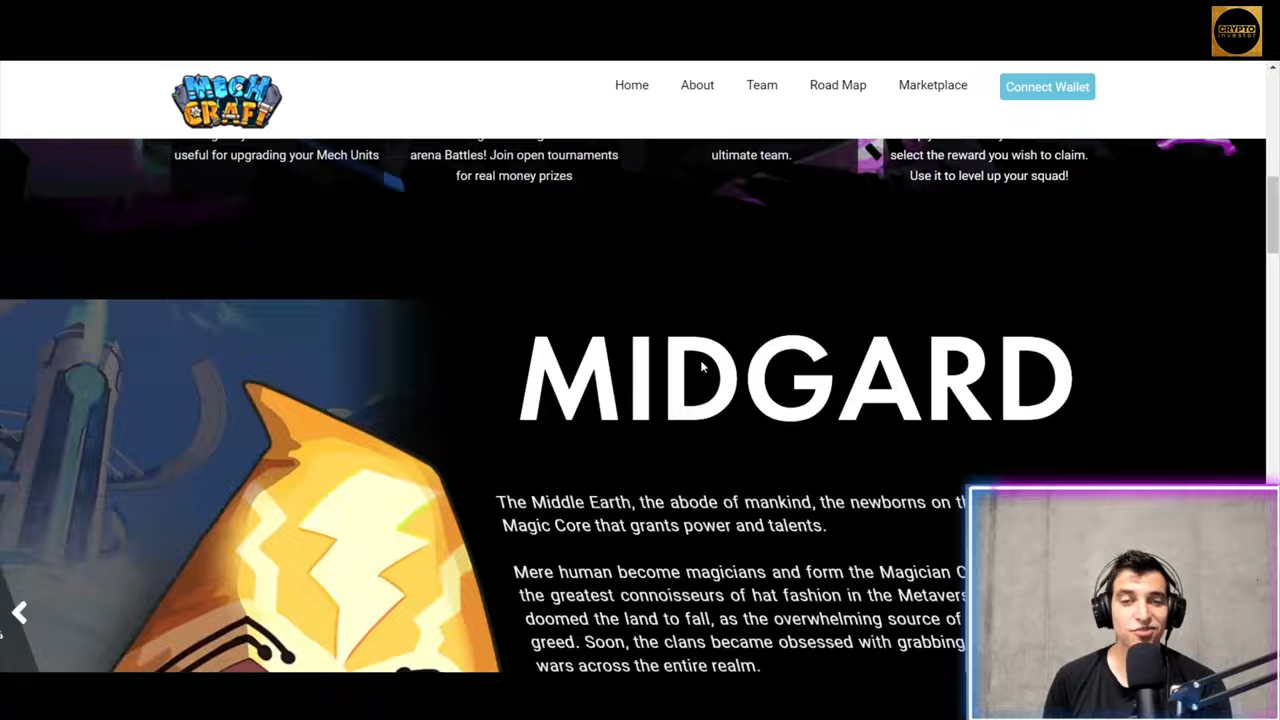 CRYPTO
investor
MECH
CRAFT
Home About Team Road Map Marketplace Connect Wallet
useful for upgrading your Mech Units
arena Battles! Join open tournaments
for real money prizes
ultimate team.
select the reward you wish to claim.
Use it to level up your squad!
MIDGARD
The Middle Earth, the abode of mankind, the newborns on
Magic Core that grants power and talents.
Mere human become magicians and form the Magician
the greatest connoisseurs of hat fashion in the Metavers
doomed the land to fall, as the overwhelming source of
greed. Soon, the clans became obsessed with grabbing
wars across the entire realm.